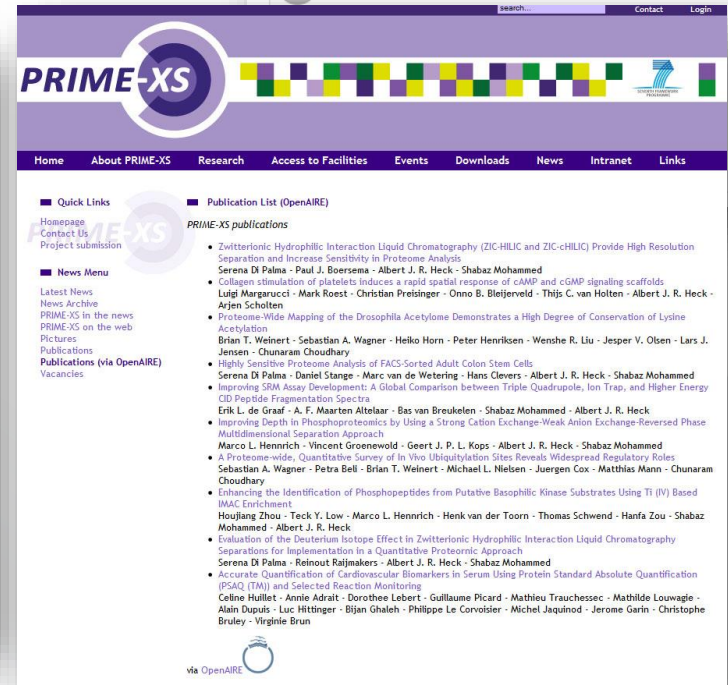 search...
Contact
Login
PRIME-XS
SEVENTH FRAMEWORK
PROGRAMME
Home
About PRIME-XS
Research
Access to Facilities
Events
Downloads
News
Intranet
Links
Quick Links
PRIME-XS
Homepage
Contact Us
Project submission
News Menu
Latest News
News Archive
PRIME-XS in the news
PRIME-XS on the web
Pictures
Publications
Publications (via OpenAIRE)
Vacancies
Publication List (OpenAIRE)
PRIME-XS publications
Zwitterionic Hydrophilic Interaction Liquid Chromatography (ZIC-HILIC and ZIC-cHILIC) Provide High Resolution
Separation and Increase Sensitivity in Proteome Analysis
Serena Di Palma - Paul J. Boersema - Albert J. R. Heck - Shabaz Mohammed
Collagen stimulation of platelets induces a rapid spatial response of cAMP and cGMP signaling scaffolds
Luigi Margarucci - Mark Roest - Christian Preisinger - Onno B. Bleijerveld - Thijs C. van Holten - Albert J. R. Heck -
Arjen Scholten
Proteome-Wide Mapping of the Drosophila Acetylome Demonstrates a High Degree of Conservation of Lysine
Acetylation
Brian T. Weinert - Sebastian A. Wagner - Heiko Horn - Peter Henriksen - Wenshe R. Liu - Jesper V. Olsen - Lars J.
Jensen - Chunaram Choudhary
Highly Sensitive Proteome Analysis of FACS-Sorted Adult Colon Stem Cells
Serena Di Palma - Daniel Stange - Marc van de Wetering - Hans Clevers - Albert J. R. Heck - Shabaz Mohammed
Improving SRM Assay Development: A Global Comparison between Triple Quadrupole, Ion Trap, and Higher Energy
CID Peptide Fragmentation Spectra
Erik L. de Graaf - A. F. Maarten Altelaar - Bas van Breukelen - Shabaz Mohammed - Albert J. R. Heck
Improving Depth in Phosphoproteomics by Using a Strong Cation Exchange-Weak Anion Exchange-Reversed Phase
Multidimensional Separation Approach
Marco L. Hennrich - Vincent Groenewold - Geert J. P. L. Kops - Albert J. R. Heck - Shabaz Mohammed
A Proteome-wide, Quantitative Survey of In Vivo Ubiquitylation Sites Reveals Widespread Regulatory Roles
Sebastian A. Wagner - Petra Beli - Brian T. Weinert - Michael L. Nielsen - Juergen Cox - Matthias Mann - Chunaram
Choudhary
Enhancing the Identification of Phosphopeptides from Putative Basophilic Kinase Substrates Using Ti (IV) Based
IMAC Enrichment
Houjiang Zhou - Teck Y. Low - Marco L. Hennrich - Henk van der Toorn - Thomas Schwend - Hanfa Zou - Shabaz
Mohammed - Albert J. R. Heck
Evaluation of the Deuterium Isotope Effect in Zwitterionic Hydrophilic Interaction Liquid Chromatography
Separations for Implementation in a Quantitative Proteornic Approach
Serena Di Palma - Reinout Raijmakers - Albert J. R. Heck - Shabaz Mohammed
Accurate Quantification of Cardiovascular Biomarkers in Serum Using Protein Standard Absolute Quantification
(PSAQ (TM)) and Selected Reaction Monitoring
Celine Huillet - Annie Adrait - Dorothee Lebert - Guillaume Picard - Mathieu Trauchessec - Mathilde Louwagie -
Alain Dupuis - Luc Hittinger - Bijan Ghaleh - Philippe Le Corvoisier - Michel Jaquinod - Jerome Garin - Christophe
Bruley - Virginie Brun
via OpenAIRE